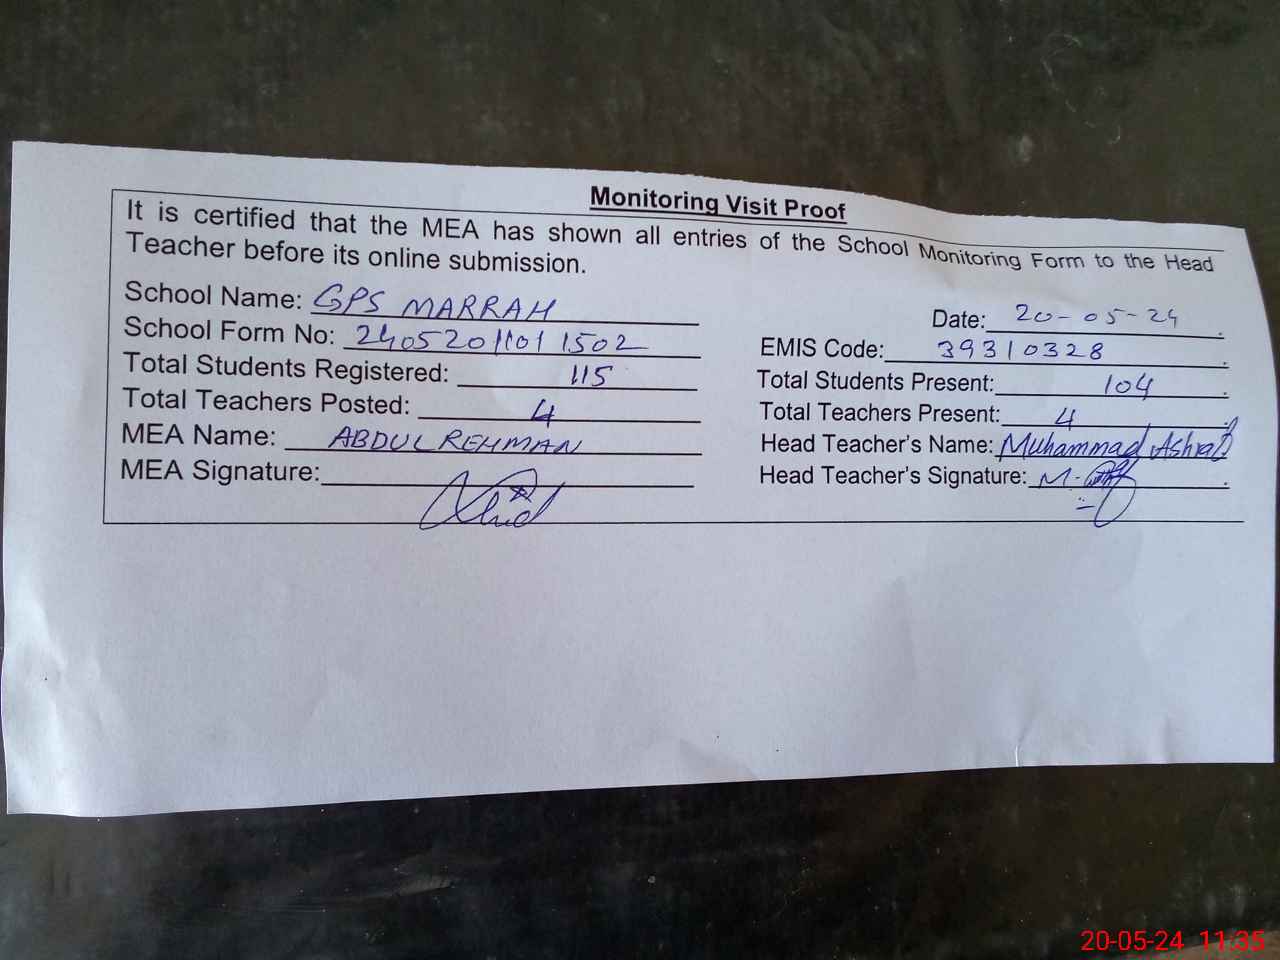 Monitoring Visit Proof
It is certified that the MEA has shown all entries of the School Monitoring Form to the Head
Teacher before its online submission.
School Name: GPS MARRAH
Date: 20-05-24
School Form No: 2405201101 1502
EMIS Code: 39310328
Total Students Registered: 115
Total Students Present: 104
Total Teachers Posted: 4
Total Teachers Present: 4
MEA Name: ABDUL REHMAN
Head Teacher's Name: Muhammad Ashraf
MEA Signature:
Head Teacher's Signature: M.
20-05-24 11:35